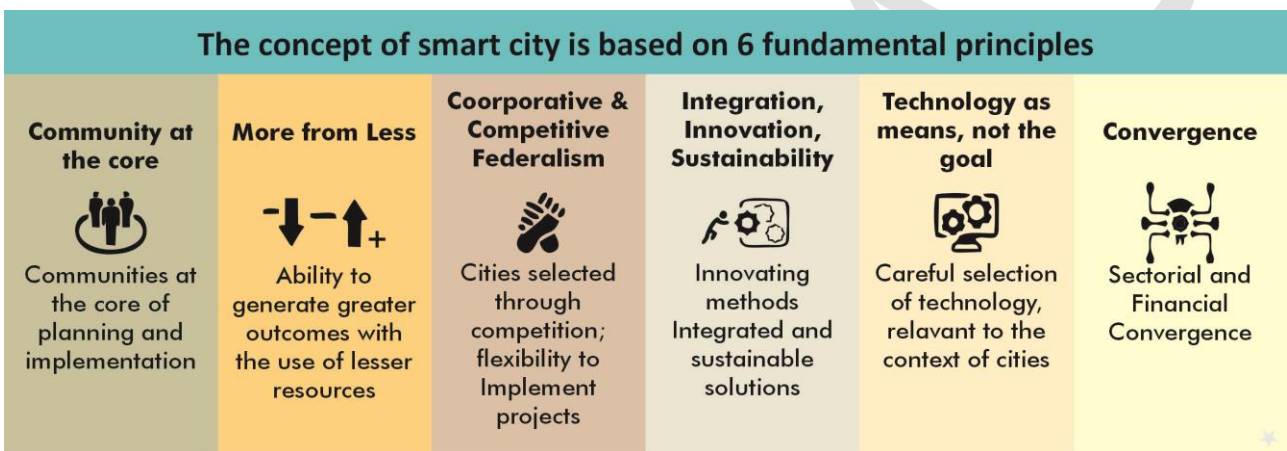 The concept of smart city is based on 6 fundamental principles
Community at
the core
Communities at
the core of
planning and
implementation
More from Less
Ability to
generate greater
outcomes with
the use of lesser
resources
Coorporative &
Competitive
Federalism
Cities selected
through
competition;
flexibility to
Implement
projects
Integration,
Innovation,
Sustainability
Innovating
methods
Integrated and
sustainable
solutions
Technology as
means, not the
goal
Careful selection
of technology,
relavant to the
context of cities
Convergence
Sectorial and
Financial
Convergence